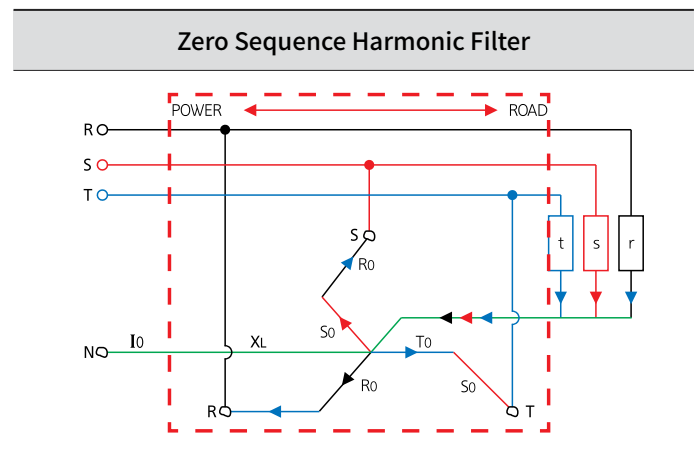 Zero Sequence Harmonic Filter
POWER
ROAD
R
S
T
t
s
r
S
R0
S0
N
I0
XL
T0
R0
S0
R
T